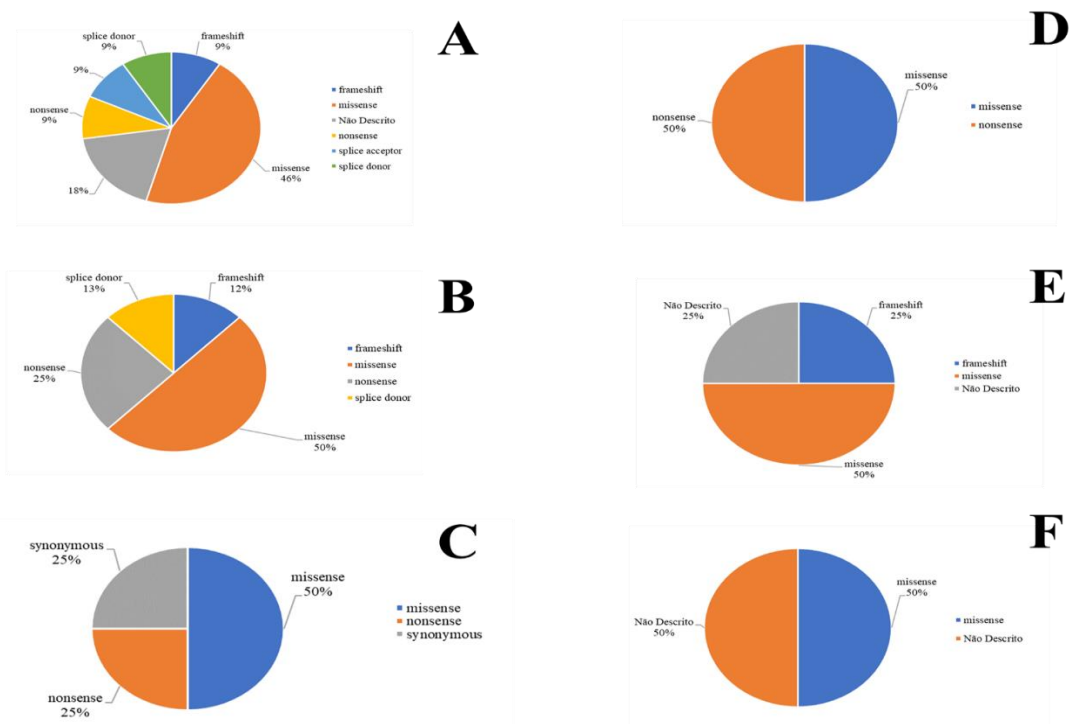 A
splice donor
9%
frameshift
9%
9%
nonsense
9%
18%
missense
46%
frameshift
missense
Não Descrito
nonsense
splice acceptor
splice donor
D
missense
50%
nonsense
50%
missense
nonsense
B
splice donor
13%
frameshift
12%
nonsense
25%
missense
50%
frameshift
missense
nonsense
splice donor
E
Não Descrito
25%
frameshift
25%
missense
50%
frameshift
missense
Não Descrito
C
synonymous
25%
missense
50%
nonsense
25%
missense
nonsense
synonymous
F
missense
50%
Não Descrito
50%
missense
Não Descrito